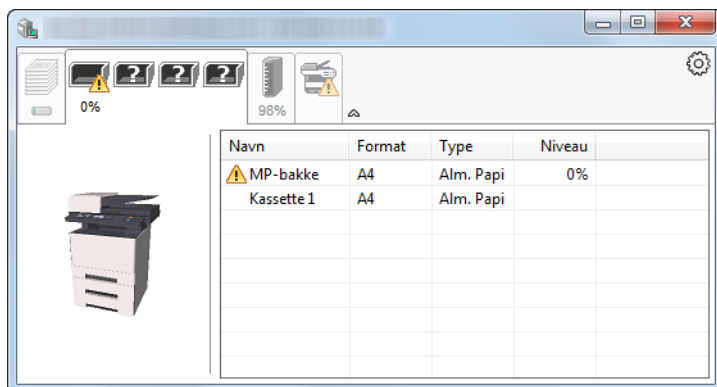 ? ? ?
0%
98%
Navn Format Type Niveau
MP-bakke A4 Alm. Papi 0%
Kassette 1 A4 Alm. Papi